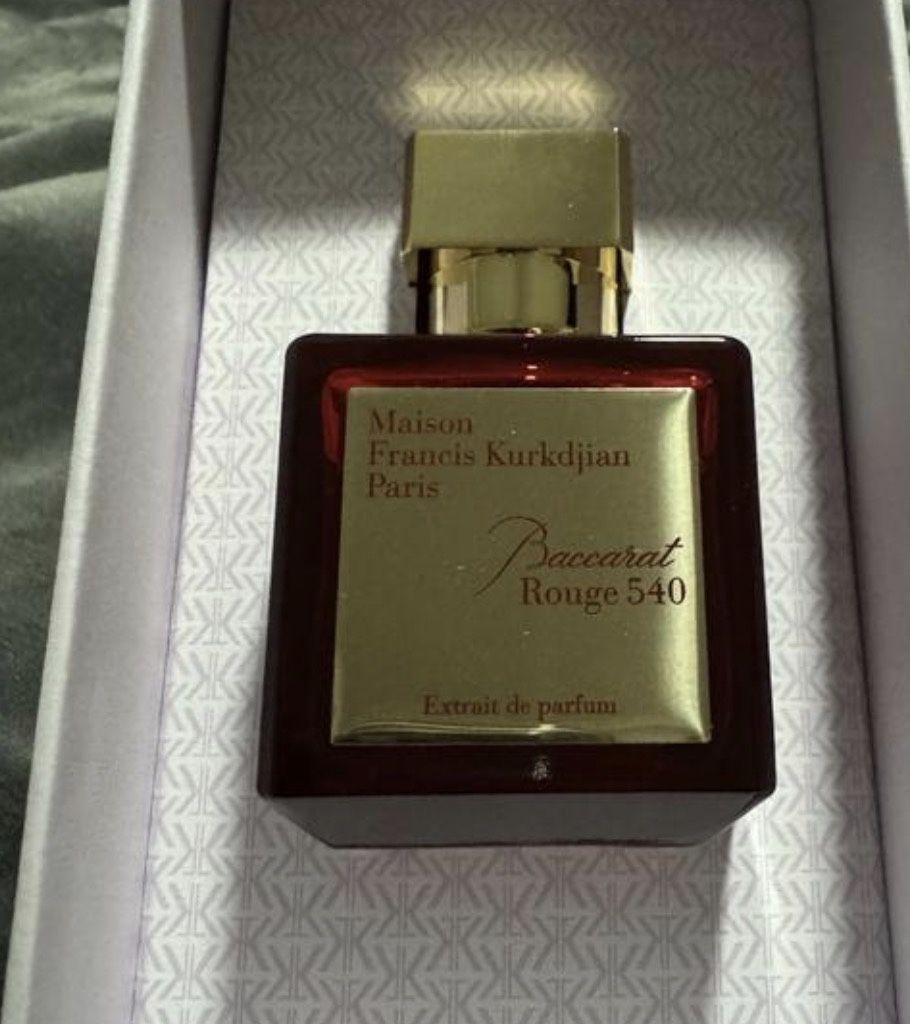 Maison
Francis Kurkdjian
Paris
Baccarat
Rouge 540
Extrait de parfum